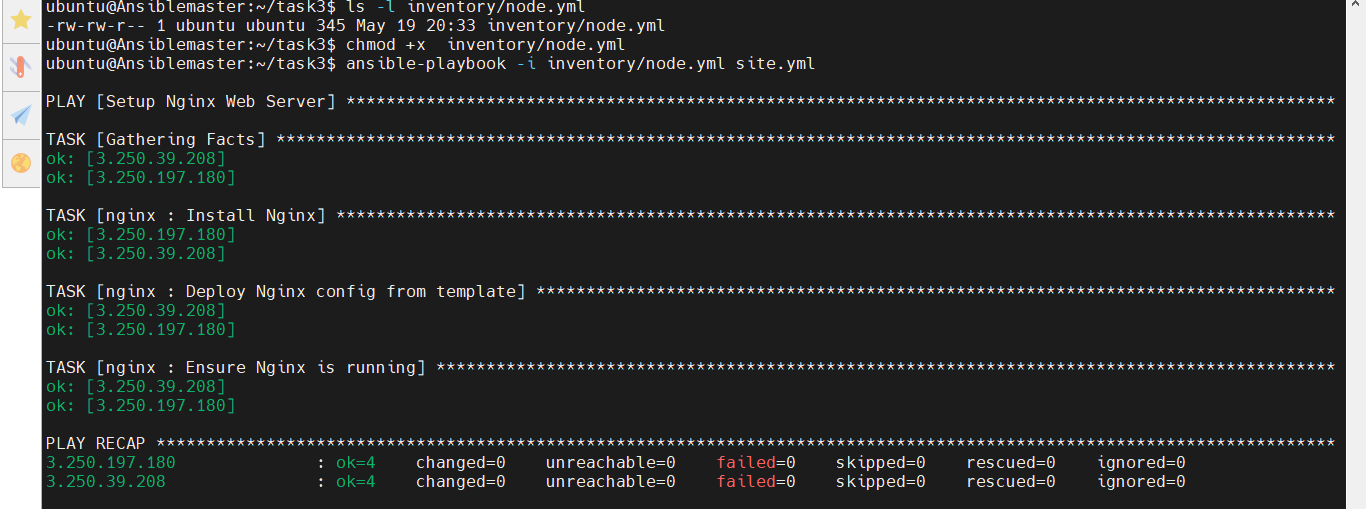 ubuntu@Ansiblemaster:~/task3$ ls -l inventory/node.yml
-rw-rw-r-- 1 ubuntu ubuntu 345 May 19 20:33 inventory/node.yml
ubuntu@Ansiblemaster:~/task3$ chmod +x  inventory/node.yml
ubuntu@Ansiblemaster:~/task3$ ansible-playbook -i inventory/node.yml site.yml

PLAY [Setup Nginx Web Server] ***************************************************************************************************

TASK [Gathering Facts] **********************************************************************************************************
ok: [3.250.39.208]
ok: [3.250.197.180]

TASK [nginx : Install Nginx] ****************************************************************************************************
ok: [3.250.197.180]
ok: [3.250.39.208]

TASK [nginx : Deploy Nginx config from template] ********************************************************************************
ok: [3.250.39.208]
ok: [3.250.197.180]

TASK [nginx : Ensure Nginx is running] ******************************************************************************************
ok: [3.250.39.208]
ok: [3.250.197.180]

PLAY RECAP **********************************************************************************************************************
3.250.197.180              : ok=4    changed=0    unreachable=0    failed=0    skipped=0    rescued=0    ignored=0
3.250.39.208               : ok=4    changed=0    unreachable=0    failed=0    skipped=0    rescued=0    ignored=0